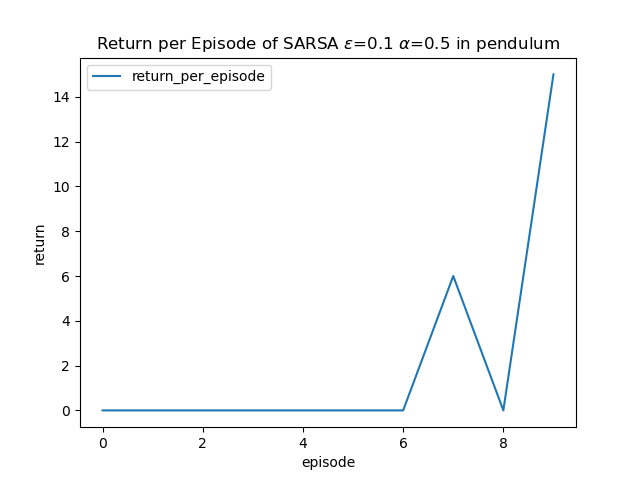 Return per Episode of SARSA ε=0.1 α=0.5 in pendulum
return_per_episode
14
12
10
8
6
4
2
0
return
0 2 4 6 8
episode